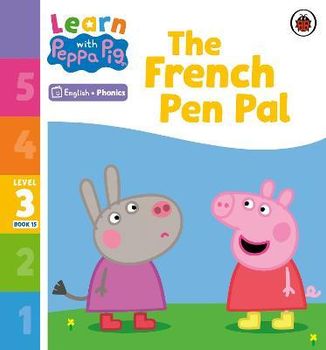 Learn
with
Peppa Pig
English • Phonics
The
French
Pen Pal
5
4
LEVEL
3
BOOK 15
2
1